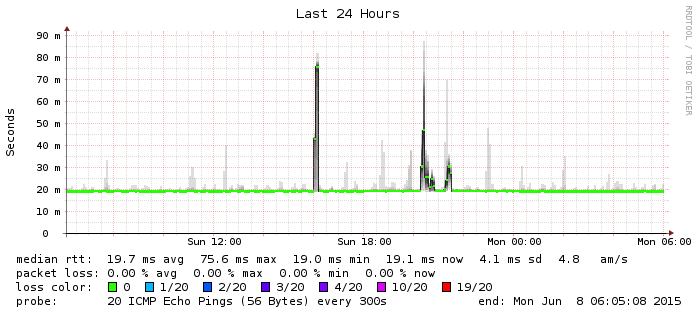 Last 24 Hours
RRDTOOL / TOBI OETIKER
Seconds
90 m
80 m
70 m
60 m
50 m
40 m
30 m
20 m
10 m
0
Sun 12:00 Sun 18:00 Mon 00:00 Mon 06:00
median rtt: 19.7 ms avg 75.6 ms max 19.0 ms min 19.1 ms now 4.1 ms sd 4.8 am/s
packet loss: 0.00 % avg 0.00 % max 0.00 % min 0.00 % now
loss color: 0 1/20 2/20 3/20 4/20 10/20 19/20
probe: 20 ICMP Echo Pings (56 Bytes) every 300s end: Mon Jun 8 06:05:08 2015